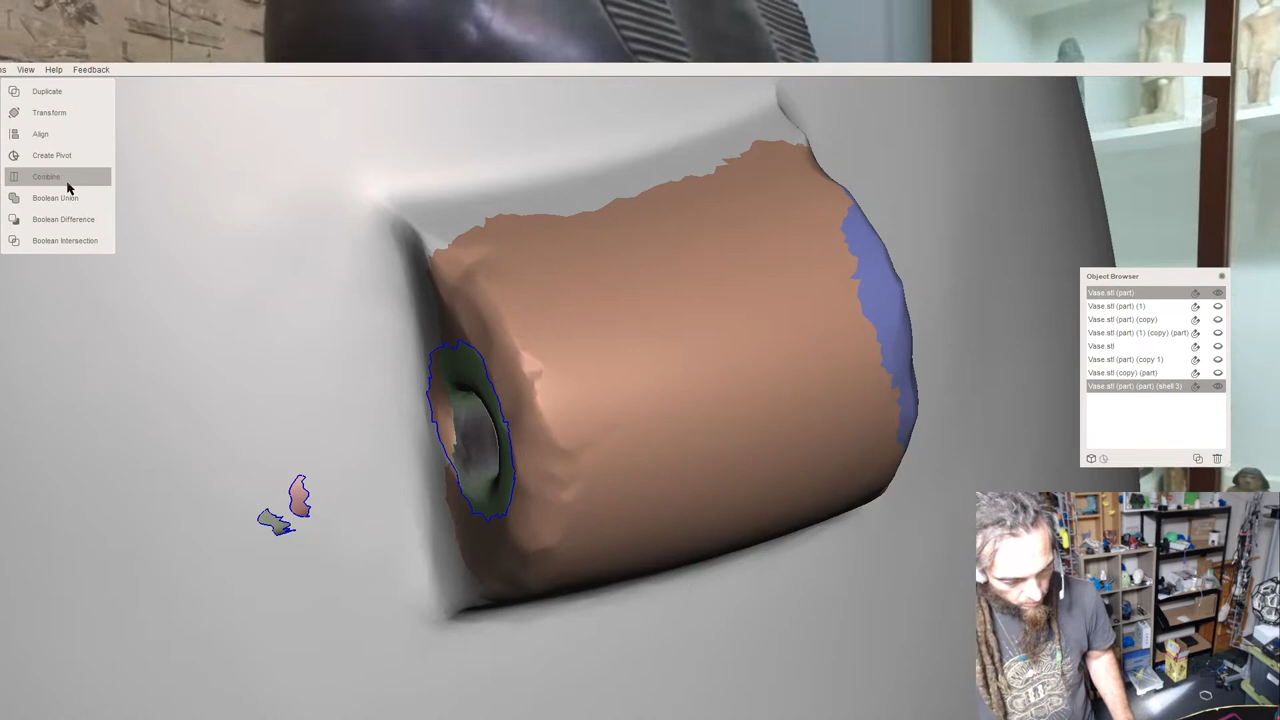 ns View Help Feedback
Duplicate
Transform
Align
Create Pivot
Combine
Boolean Union
Boolean Difference
Boolean Intersection
Object Browser
Vase.stl (part)
Vase.stl (part) (1)
Vase.stl (part) (copy)
Vase.stl (part) (1) (copy) (part)
Vase.stl
Vase.stl (part) (copy 1)
Vase.stl (copy) (part)
Vase.stl (part) (part) (shell 3)